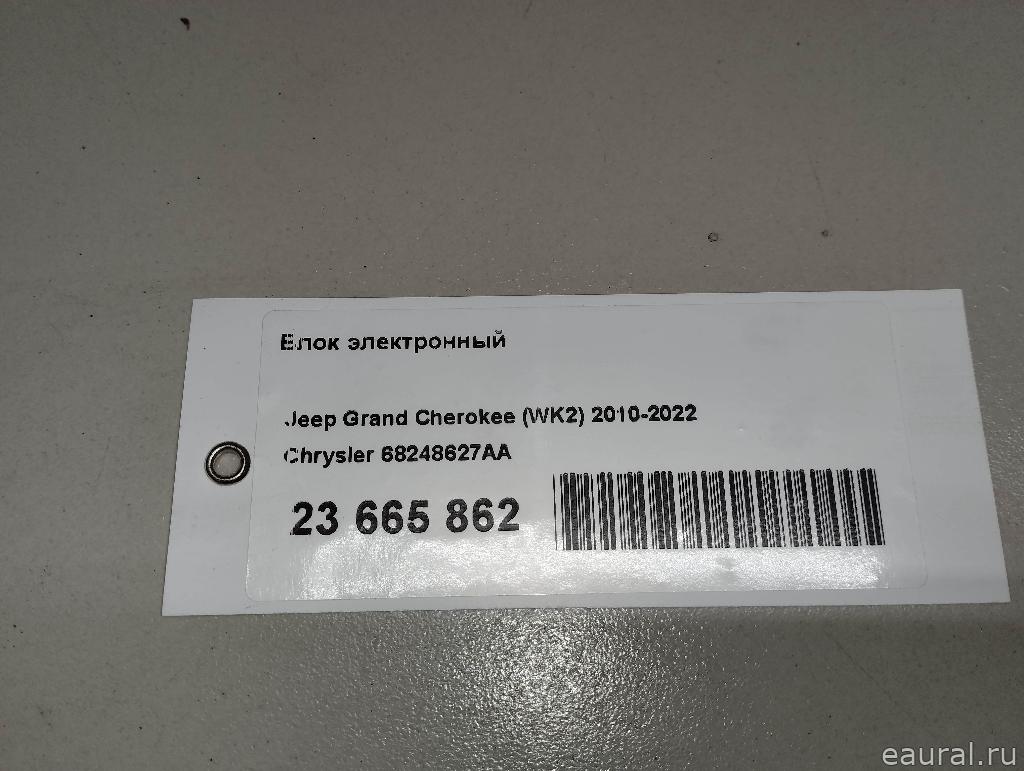 Блок электронный
Jeep Grand Cherokee (WK2) 2010-2022
Chrysler 68248627AA
23 665 862
eaural.ru